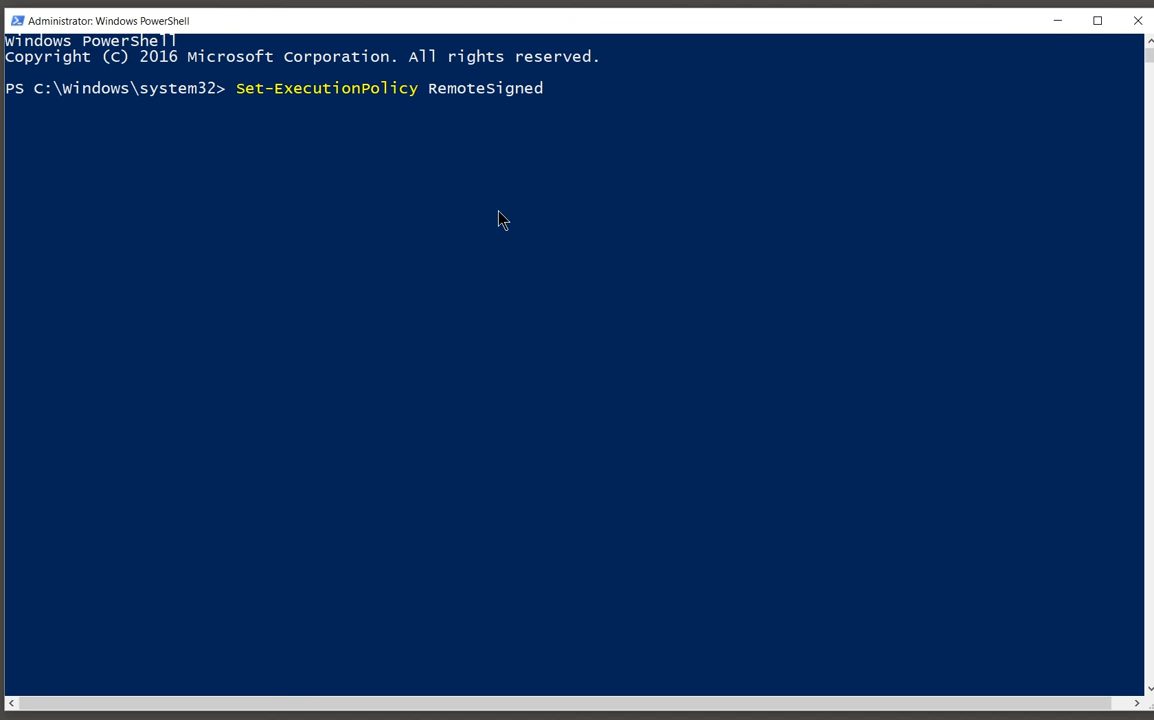 Administrator: Windows PowerShell
Windows PowerShell
Copyright (C) 2016 Microsoft Corporation. All rights reserved.
PS C:\Windows\system32> Set-ExecutionPolicy RemoteSigned